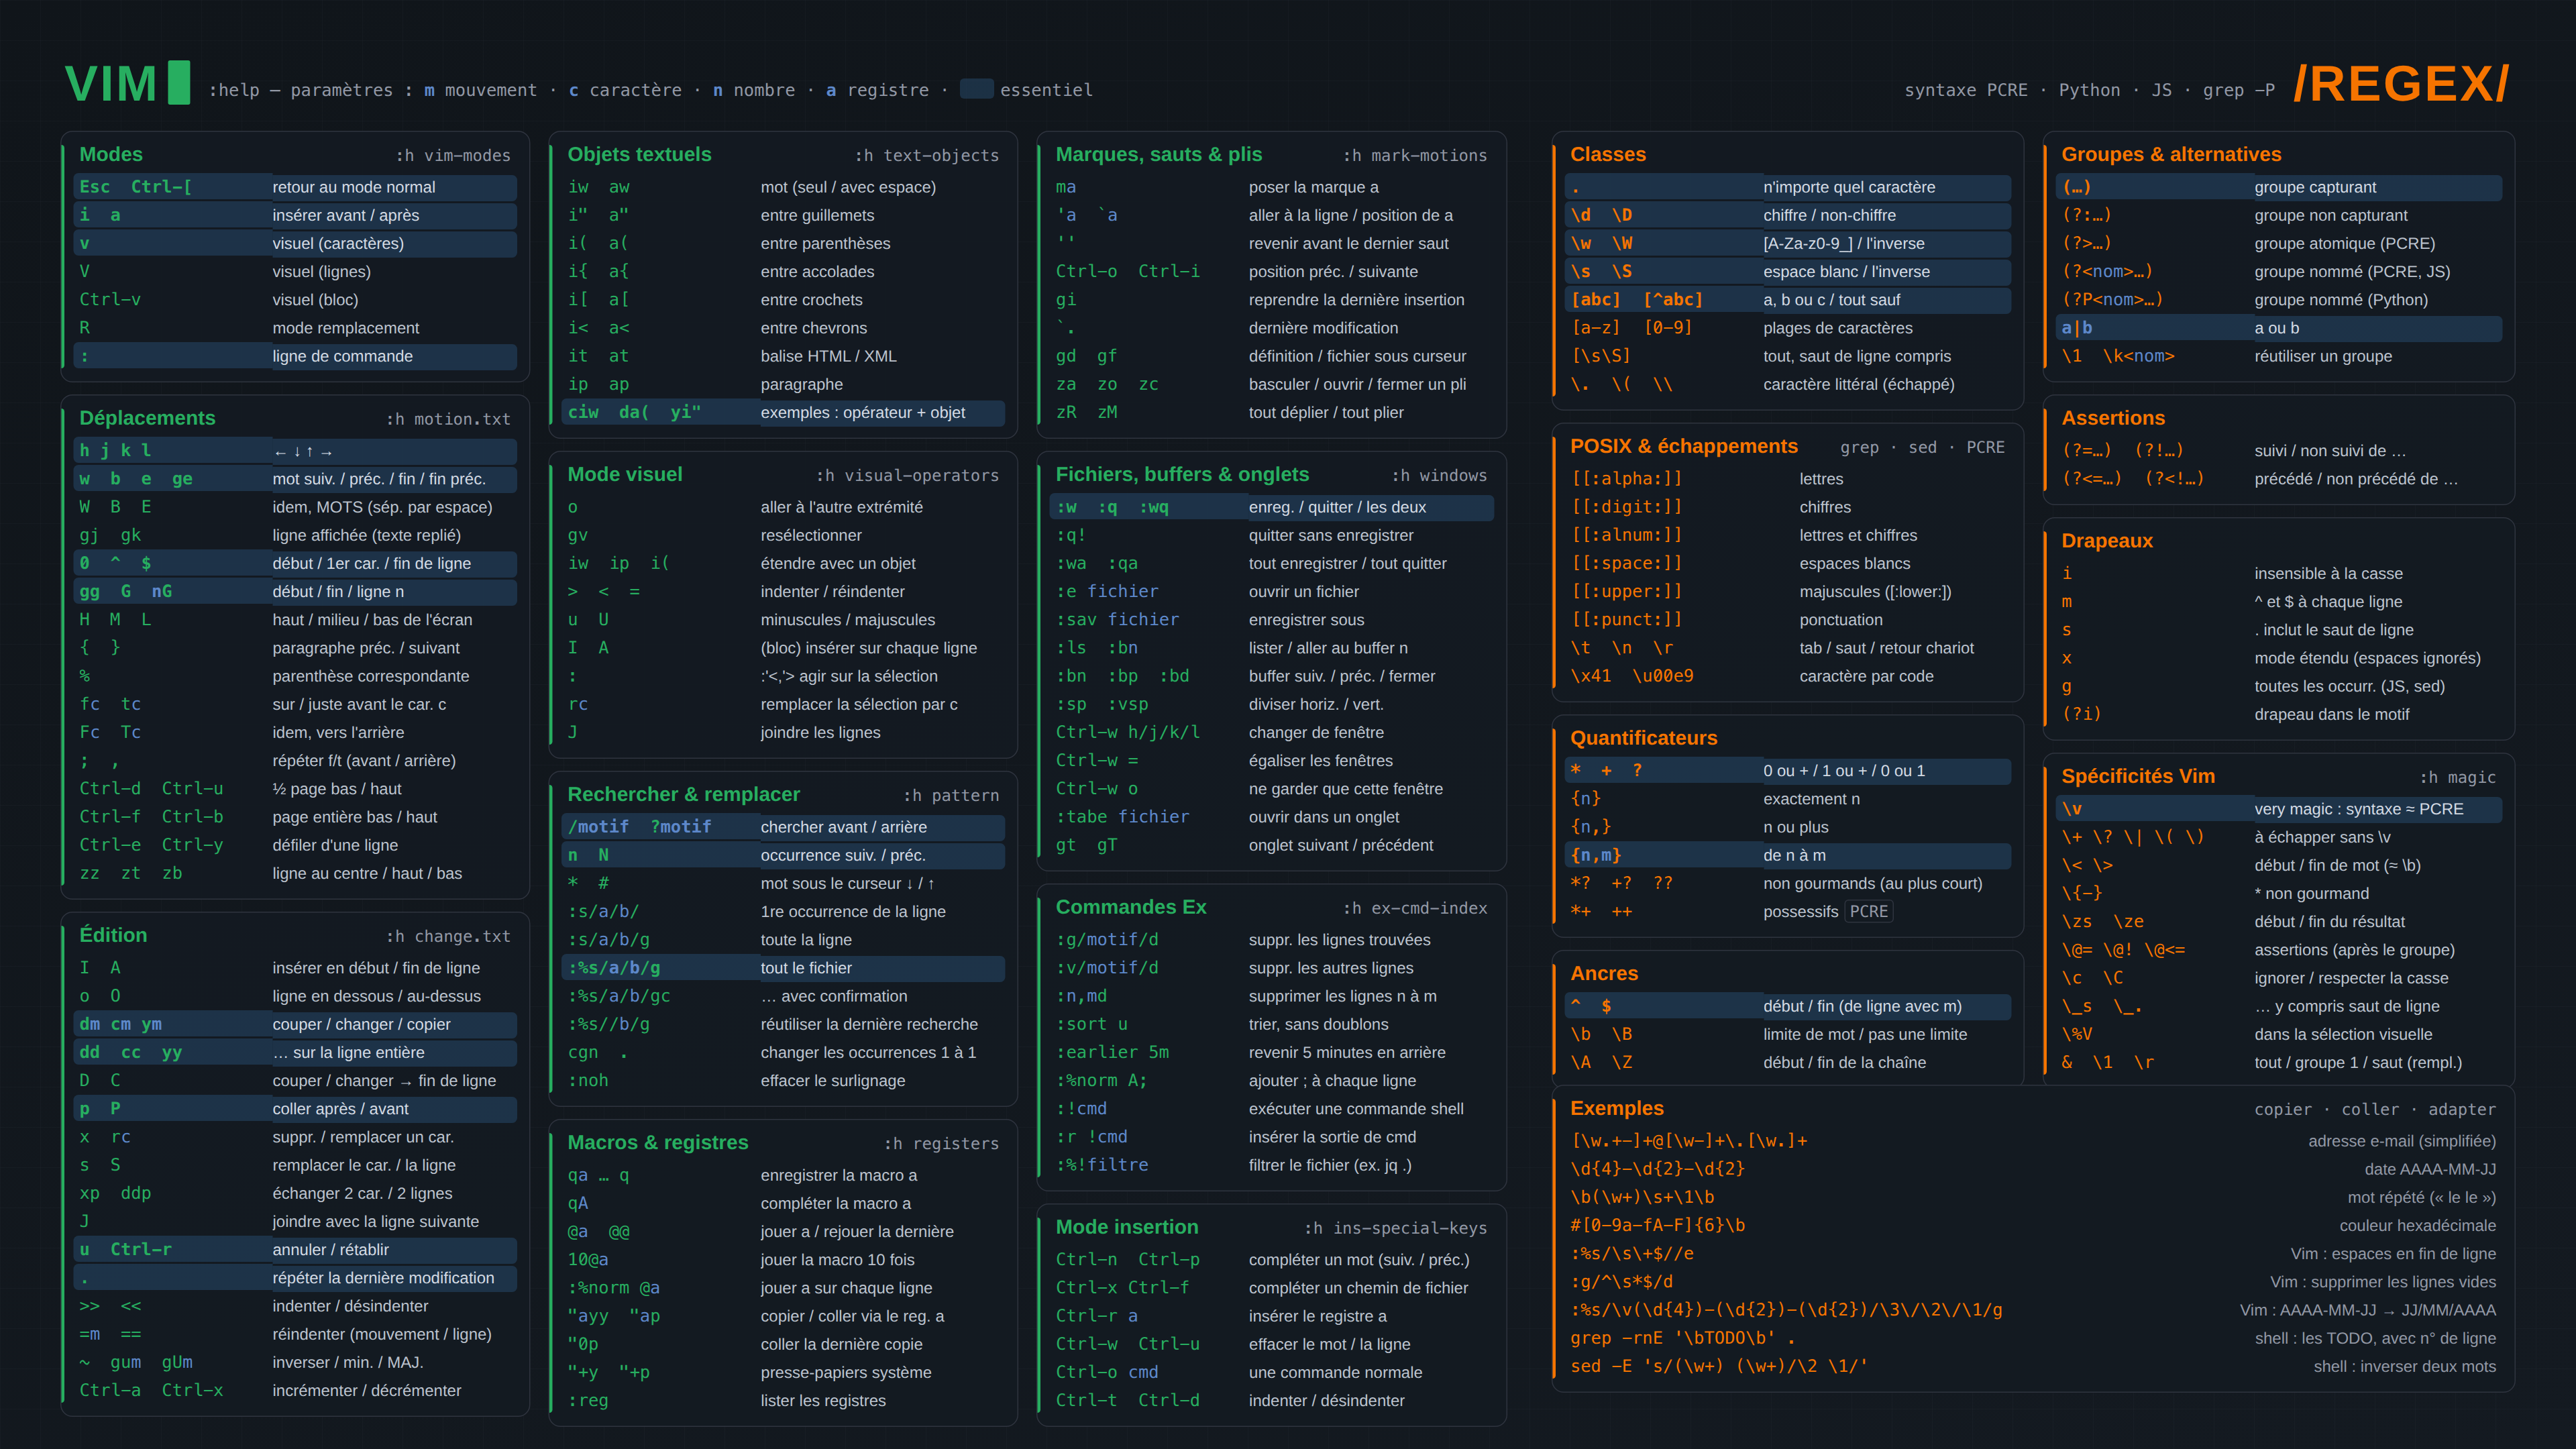 VIM
:help – paramètres : m mouvement · c caractère · n nombre · a registre · essentiel
syntaxe PCRE · Python · JS · grep –P
/REGEX/
Modes :h vim–modes
Esc Ctrl–[ retour au mode normal
i a insérer avant / après
v visuel (caractères)
V visuel (lignes)
Ctrl–v visuel (bloc)
R mode remplacement
: ligne de commande
Déplacements :h motion.txt
h j k l ← ↓ ↑ →
w b e ge mot suiv. / préc. / fin / fin préc.
W B E idem, MOTS (sép. par espace)
gj gk ligne affichée (texte replié)
0 ^ $ début / 1er car. / fin de ligne
gg G nG début / fin / ligne n
H M L haut / milieu / bas de l'écran
{ } paragraphe préc. / suivant
% parenthèse correspondante
fc tc sur / juste avant le car. c
Fc Tc idem, vers l'arrière
; , répéter f/t (avant / arrière)
Ctrl–d Ctrl–u ½ page bas / haut
Ctrl–f Ctrl–b page entière bas / haut
Ctrl–e Ctrl–y défiler d'une ligne
zz zt zb ligne au centre / haut / bas
Édition :h change.txt
I A insérer en début / fin de ligne
o O ligne en dessous / au-dessus
dm cm ym couper / changer / copier
dd cc yy … sur la ligne entière
D C couper / changer → fin de ligne
p P coller après / avant
x rc suppr. / remplacer un car.
s S remplacer le car. / la ligne
xp ddp échanger 2 car. / 2 lignes
J joindre avec la ligne suivante
u Ctrl–r annuler / rétablir
. répéter la dernière modification
>> << indenter / désindenter
=m == réindenter (mouvement / ligne)
~ gum gUm inverser / min. / MAJ.
Ctrl–a Ctrl–x incrémenter / décrémenter
Objets textuels :h text–objects
iw aw mot (seul / avec espace)
i" a" entre guillemets
i( a( entre parenthèses
i{ a{ entre accolades
i[ a[ entre crochets
i< a< entre chevrons
it at balise HTML / XML
ip ap paragraphe
ciw da( yi" exemples : opérateur + objet
Mode visuel :h visual–operators
o aller à l'autre extrémité
gv resélectionner
iw ip i( étendre avec un objet
> < = indenter / réindenter
u U minuscules / majuscules
I A (bloc) insérer sur chaque ligne
: :'<,'> agir sur la sélection
rc remplacer la sélection par c
J joindre les lignes
Rechercher & remplacer :h pattern
/motif ?motif chercher avant / arrière
n N occurrence suiv. / préc.
* # mot sous le curseur ↓ / ↑
:s/a/b/ 1re occurrence de la ligne
:s/a/b/g toute la ligne
:%s/a/b/g tout le fichier
:%s/a/b/gc … avec confirmation
:%s//b/g réutiliser la dernière recherche
cgn . changer les occurrences 1 à 1
:noh effacer le surlignage
Macros & registres :h registers
qa … q enregistrer la macro a
qA compléter la macro a
@a @@ jouer a / rejouer la dernière
10@a jouer la macro 10 fois
:%norm @a jouer a sur chaque ligne
"ayy "ap copier / coller via le reg. a
"0p coller la dernière copie
"+y "+p presse-papiers système
:reg lister les registres
Marques, sauts & plis :h mark–motions
ma poser la marque a
'a `a aller à la ligne / position de a
'' revenir avant le dernier saut
Ctrl–o Ctrl–i position préc. / suivante
gi reprendre la dernière insertion
`. dernière modification
gd gf définition / fichier sous curseur
za zo zc basculer / ouvrir / fermer un pli
zR zM tout déplier / tout plier
Fichiers, buffers & onglets :h windows
:w :q :wq enreg. / quitter / les deux
:q! quitter sans enregistrer
:wa :qa tout enregistrer / tout quitter
:e fichier ouvrir un fichier
:sav fichier enregistrer sous
:ls :bn lister / aller au buffer n
:bn :bp :bd buffer suiv. / préc. / fermer
:sp :vsp diviser horiz. / vert.
Ctrl–w h/j/k/l changer de fenêtre
Ctrl–w = égaliser les fenêtres
Ctrl–w o ne garder que cette fenêtre
:tabe fichier ouvrir dans un onglet
gt gT onglet suivant / précédent
Commandes Ex :h ex–cmd–index
:g/motif/d suppr. les lignes trouvées
:v/motif/d suppr. les autres lignes
:n,md supprimer les lignes n à m
:sort u trier, sans doublons
:earlier 5m revenir 5 minutes en arrière
:%norm A; ajouter ; à chaque ligne
:!cmd exécuter une commande shell
:r !cmd insérer la sortie de cmd
:%!filtre filtrer le fichier (ex. jq .)
Mode insertion :h ins–special–keys
Ctrl–n Ctrl–p compléter un mot (suiv. / préc.)
Ctrl–x Ctrl–f compléter un chemin de fichier
Ctrl–r a insérer le registre a
Ctrl–w Ctrl–u effacer le mot / la ligne
Ctrl–o cmd une commande normale
Ctrl–t Ctrl–d indenter / désindenter
Classes
. n'importe quel caractère
\d \D chiffre / non-chiffre
\w \W [A-Za-z0-9_] / l'inverse
\s \S espace blanc / l'inverse
[abc] [^abc] a, b ou c / tout sauf
[a–z] [0–9] plages de caractères
[\s\S] tout, saut de ligne compris
\. \( \\ caractère littéral (échappé)
POSIX & échappements grep · sed · PCRE
[[:alpha:]] lettres
[[:digit:]] chiffres
[[:alnum:]] lettres et chiffres
[[:space:]] espaces blancs
[[:upper:]] majuscules ([:lower:])
[[:punct:]] ponctuation
\t \n \r tab / saut / retour chariot
\x41 \u00e9 caractère par code
Quantificateurs
* + ? 0 ou + / 1 ou + / 0 ou 1
{n} exactement n
{n,} n ou plus
{n,m} de n à m
*? +? ?? non gourmands (au plus court)
*+ ++ possessifs PCRE
Ancres
^ $ début / fin (de ligne avec m)
\b \B limite de mot / pas une limite
\A \Z début / fin de la chaîne
Groupes & alternatives
(…) groupe capturant
(?:…) groupe non capturant
(?>…) groupe atomique (PCRE)
(?<nom>…) groupe nommé (PCRE, JS)
(?P<nom>…) groupe nommé (Python)
a|b a ou b
\1 \k<nom> réutiliser un groupe
Assertions
(?=…) (?!…) suivi / non suivi de …
(?<=…) (?<!…) précédé / non précédé de …
Drapeaux
i insensible à la casse
m ^ et $ à chaque ligne
s . inclut le saut de ligne
x mode étendu (espaces ignorés)
g toutes les occurr. (JS, sed)
(?i) drapeau dans le motif
Spécificités Vim :h magic
\v very magic : syntaxe ≈ PCRE
\+ \? \| \( \) à échapper sans \v
\< \> début / fin de mot (≈ \b)
\{–} * non gourmand
\zs \ze début / fin du résultat
\@= \@! \@<= assertions (après le groupe)
\c \C ignorer / respecter la casse
\_s \_. … y compris saut de ligne
\%V dans la sélection visuelle
& \1 \r tout / groupe 1 / saut (rempl.)
Exemples copier · coller · adapter
[\w.+–]+@[\w–]+\.[\w.]+ adresse e-mail (simplifiée)
\d{4}–\d{2}–\d{2} date AAAA-MM-JJ
\b(\w+)\s+\1\b mot répété (« le le »)
#[0–9a–fA–F]{6}\b couleur hexadécimale
:%s/\s\+$//e Vim : espaces en fin de ligne
:g/^\s*$/d Vim : supprimer les lignes vides
:%s/\v(\d{4})–(\d{2})–(\d{2})/\3\/\2\/\1/g Vim : AAAA-MM-JJ → JJ/MM/AAAA
grep –rnE '\bTODO\b' . shell : les TODO, avec n° de ligne
sed –E 's/(\w+) (\w+)/\2 \1/' shell : inverser deux mots